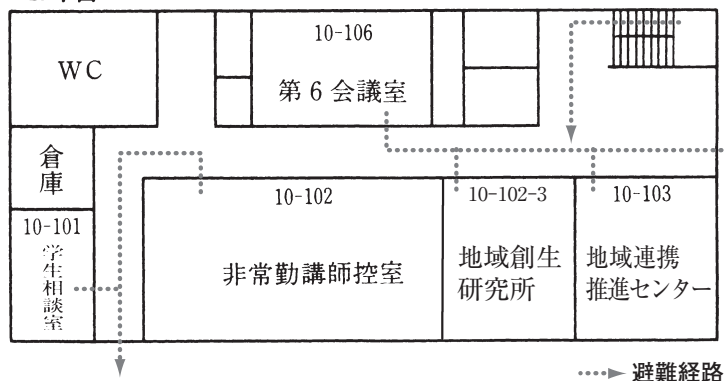 WC
10-106
第6会議室
倉庫
10-101
学生相談室
10-102
非常勤講師控室
10-102-3
地域創生
研究所
10-103
地域連携
推進センター
避難経路